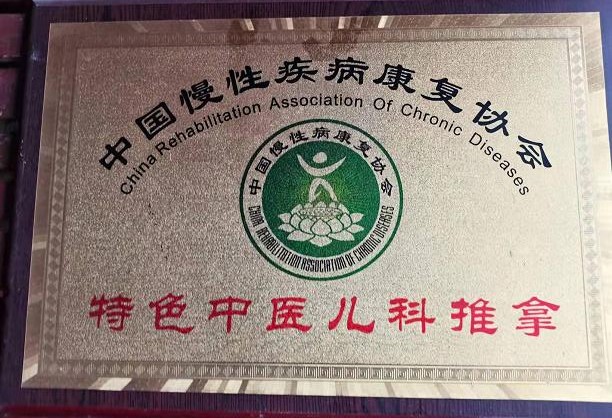 中国慢性疾病康复协会
China Rehabilitation Association Of Chronic Diseases
中国慢性病康复协会
CHINA REHABILITATION ASSOCIATION OF CHRONIC DISEASES
特色中医儿科推拿